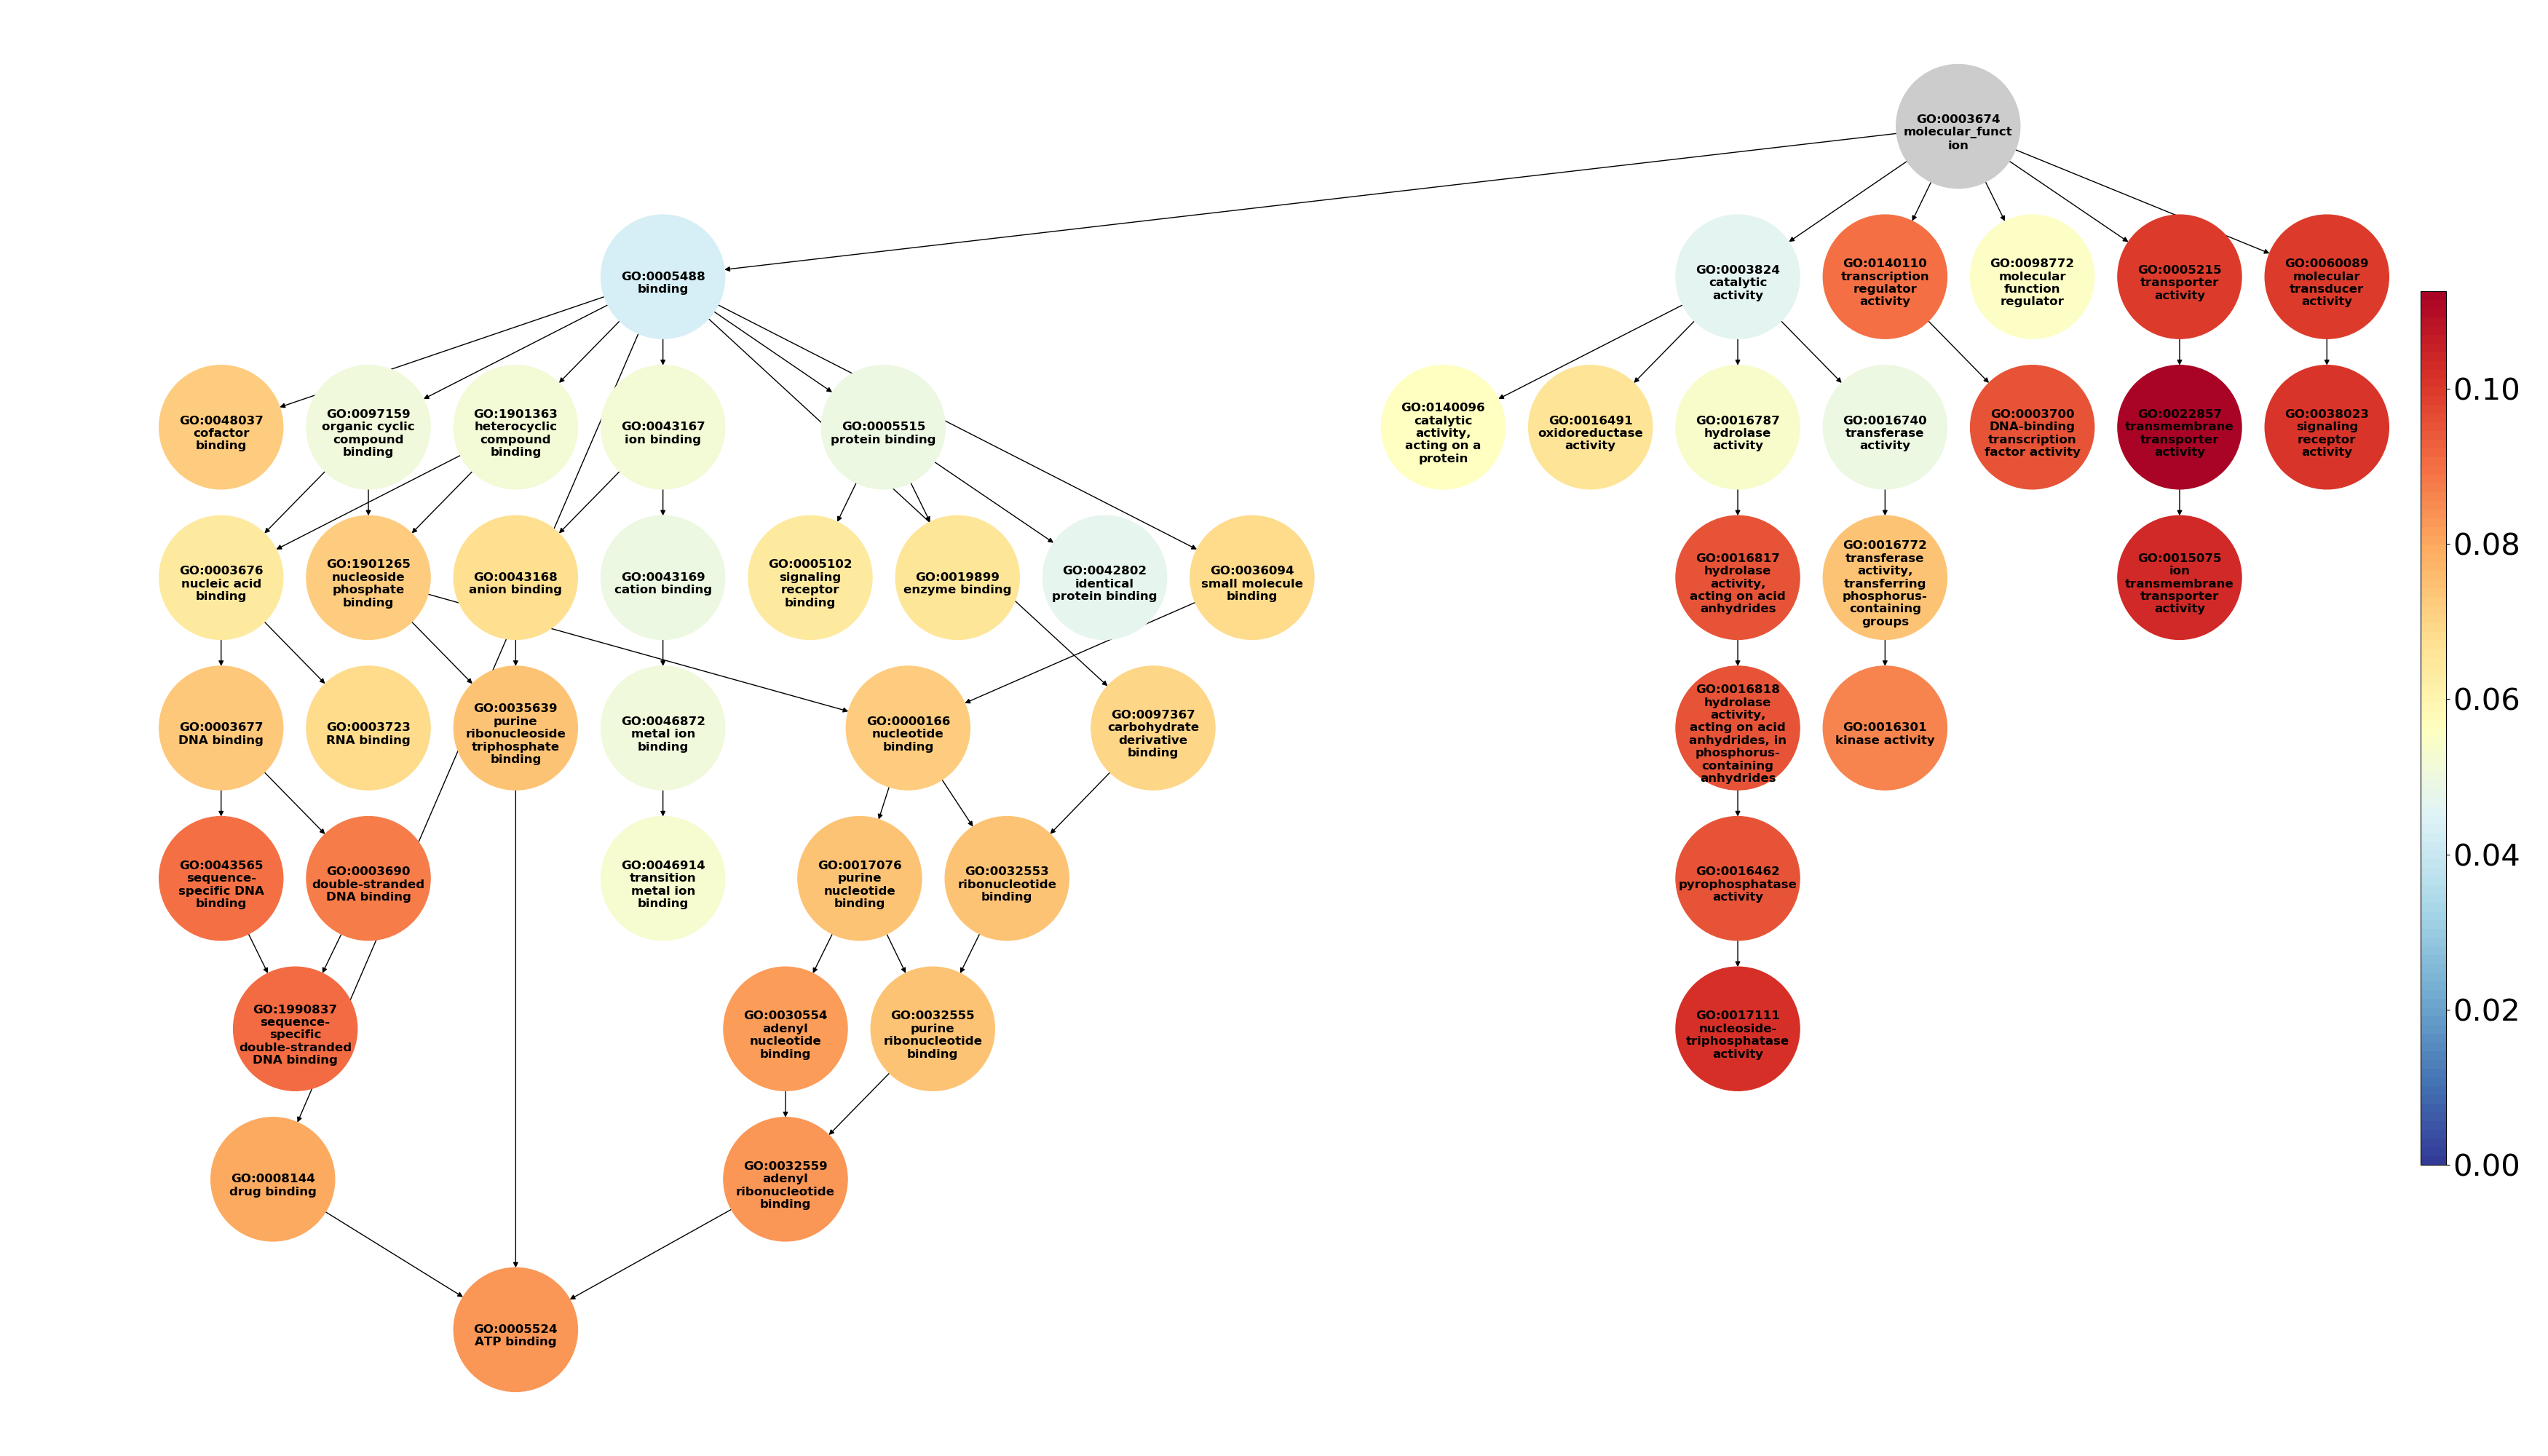 GO:0003674
molecular_funct
ion
GO:0005488
binding
GO:0003824
catalytic
activity
GO:0140110
transcription
regulator
activity
GO:0098772
molecular
function
regulator
GO:0005215
transporter
activity
GO:0060089
molecular
transducer
activity
GO:0048037
cofactor
binding
GO:0097159
organic cyclic
compound
binding
GO:1901363
heterocyclic
compound
binding
GO:0043167
ion binding
GO:0005515
protein binding
GO:0140096
catalytic
activity,
acting on a
protein
GO:0016491
oxidoreductase
activity
GO:0016787
hydrolase
activity
GO:0016740
transferase
activity
GO:0003700
DNA-binding
transcription
factor activity
GO:0022857
transmembrane
transporter
activity
GO:0038023
signaling
receptor
activity
GO:0003676
nucleic acid
binding
GO:1901265
nucleoside
phosphate
binding
GO:0043168
anion binding
GO:0043169
cation binding
GO:0005102
signaling
receptor
binding
GO:0019899
enzyme binding
GO:0042802
identical
protein binding
GO:0036094
small molecule
binding
GO:0016817
hydrolase
activity,
acting on acid
anhydrides
GO:0016772
transferase
activity,
transferring
phosphorus-
containing
groups
GO:0015075
ion
transmembrane
transporter
activity
GO:0003677
DNA binding
GO:0003723
RNA binding
GO:0035639
purine
ribonucleoside
triphosphate
binding
GO:0046872
metal ion
binding
GO:0000166
nucleotide
binding
GO:0097367
carbohydrate
derivative
binding
GO:0016818
hydrolase
activity,
acting on acid
anhydrides, in
phosphorus-
containing
anhydrides
GO:0016301
kinase activity
GO:0043565
sequence-
specific DNA
binding
GO:0003690
double-stranded
DNA binding
GO:0046914
transition
metal ion
binding
GO:0017076
purine
nucleotide
binding
GO:0032553
ribonucleotide
binding
GO:0016462
pyrophosphatase
activity
GO:1990837
sequence-
specific
double-stranded
DNA binding
GO:0030554
adenyl
nucleotide
binding
GO:0032555
purine
ribonucleotide
binding
GO:0017111
nucleoside-
triphosphatase
activity
GO:0008144
drug binding
GO:0032559
adenyl
ribonucleotide
binding
GO:0005524
ATP binding
0.10
0.08
0.06
0.04
0.02
0.00